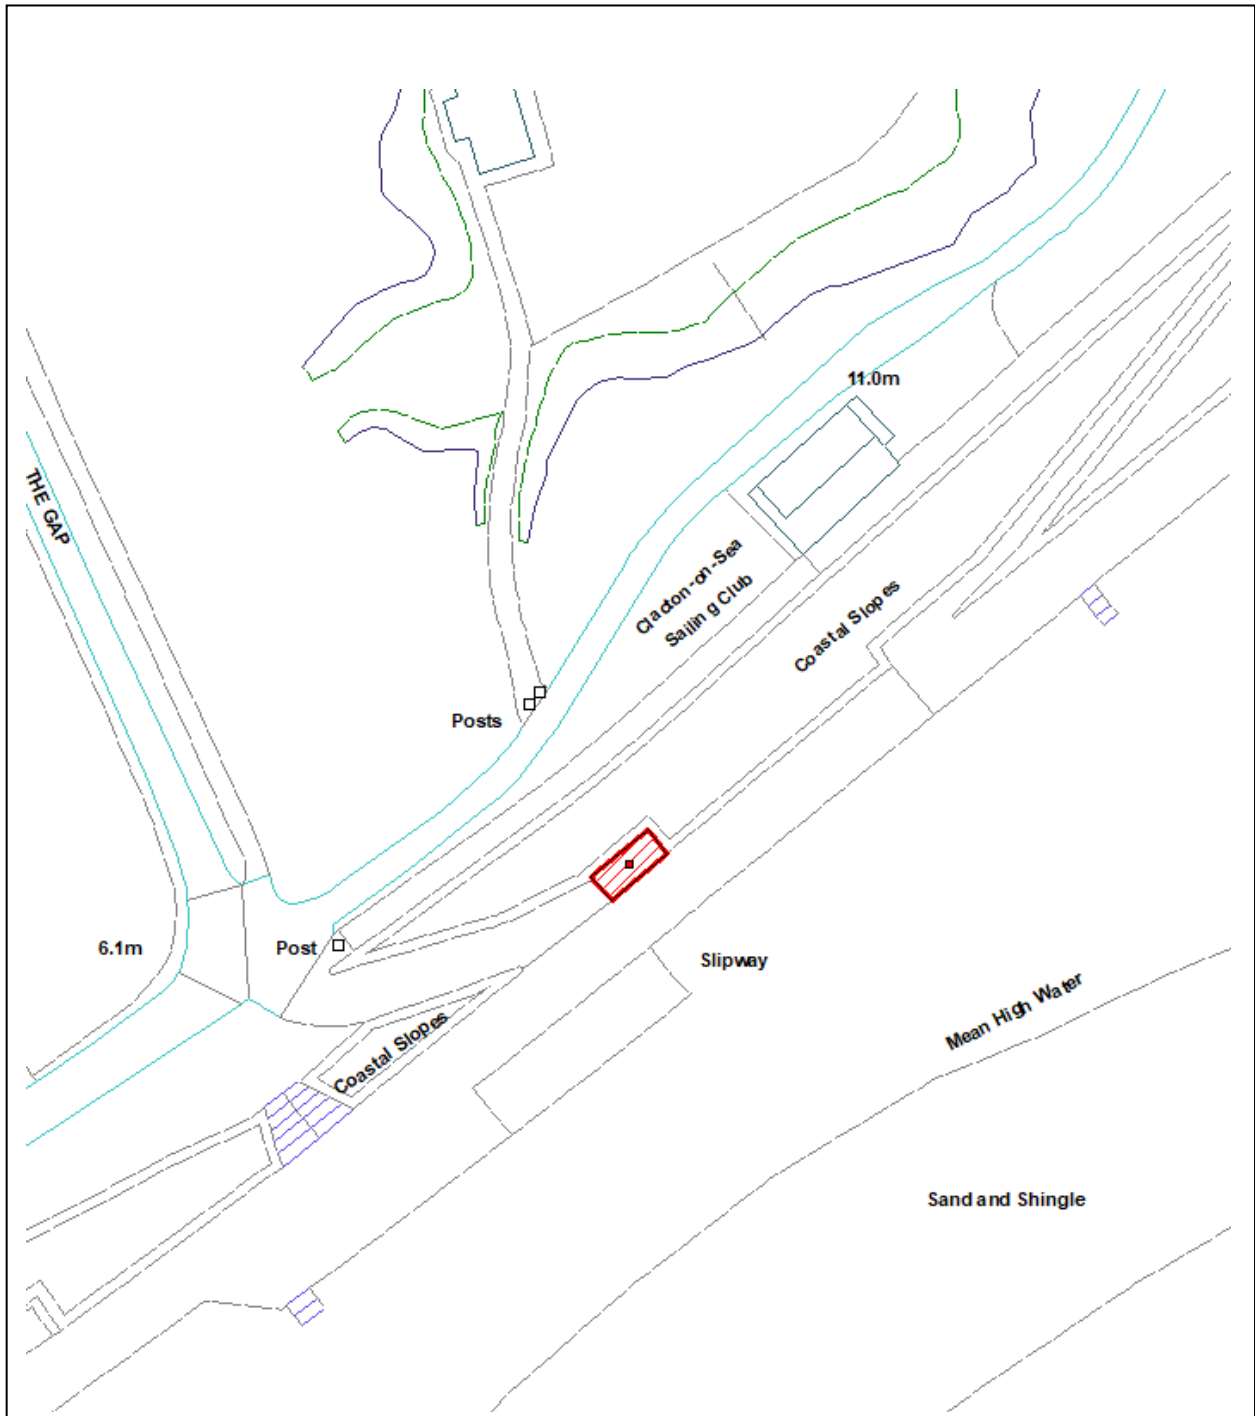 11.0m
THE GAP
Clacton-on-Sea
Sailing Club
Coastal Slopes
Posts
6.1m
Post
Slipway
Mean High Water
Coastal Slopes
Sand and Shingle